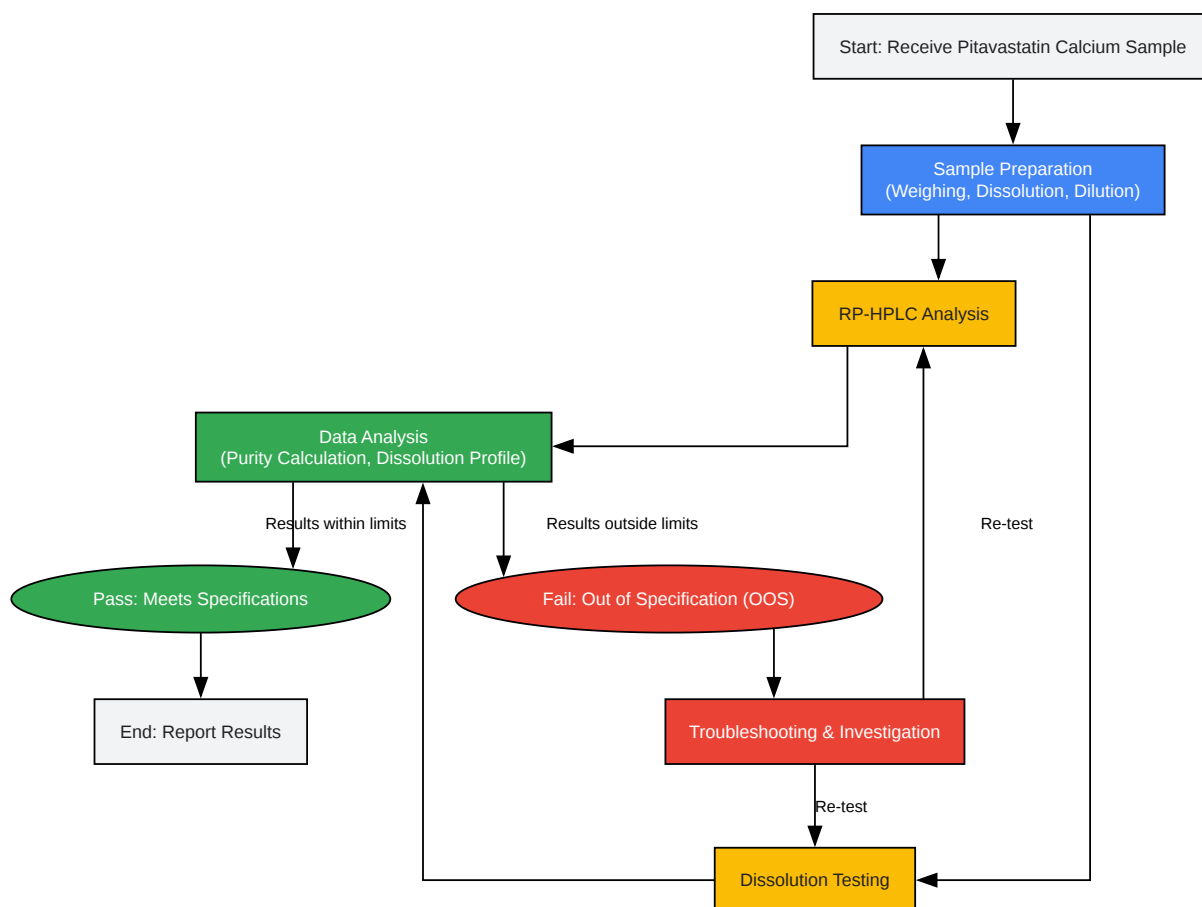 Start: Receive Pitavastatin Calcium Sample
Sample Preparation
(Weighing, Dissolution, Dilution)
RP-HPLC Analysis
Data Analysis
(Purity Calculation, Dissolution Profile)
Results within limits
Results outside limits
Re-test
Pass: Meets Specifications
Fail: Out of Specification (OOS)
End: Report Results
Troubleshooting & Investigation
Re-test
Dissolution Testing